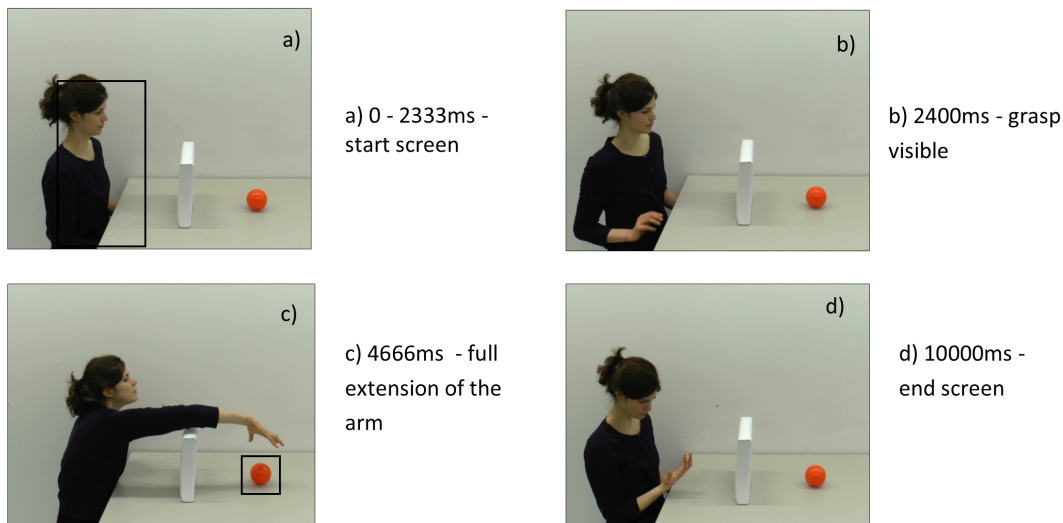 a)
a) 0 - 2333ms -
start screen
b)
b) 2400ms - grasp
visible
c)
c) 4666ms - full
extension of the
arm
d)
d) 10000ms -
end screen